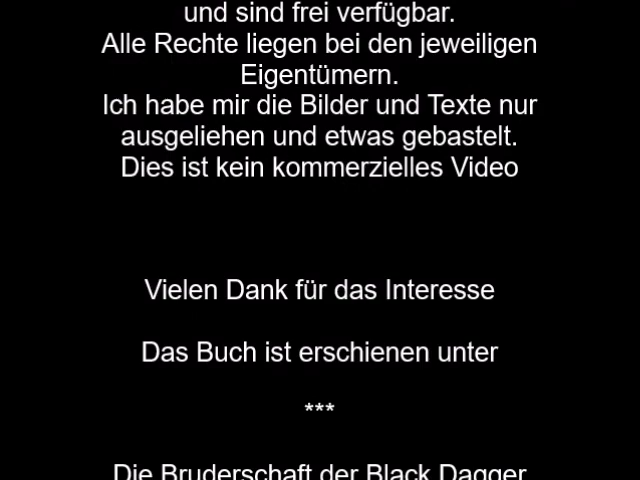 und sind frei verfügbar.
Alle Rechte liegen bei den jeweiligen
Eigentümern.
Ich habe mir die Bilder und Texte nur
ausgeliehen und etwas gebastelt.
Dies ist kein kommerzielles Video
Vielen Dank für das Interesse
Das Buch ist erschienen unter
***
Die Bruderschaft der Black Dagger